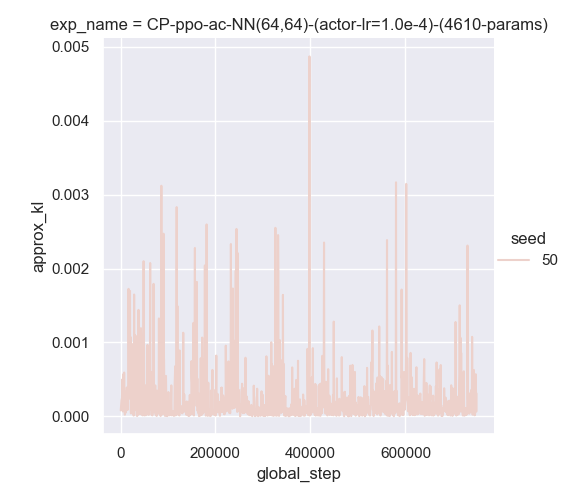 exp_name = CP-ppo-ac-NN(64,64)-(actor-lr=1.0e-4)-(4610-params)
0.005
0.004
0.003
0.002
0.001
0.000
approx_kl
0
200000
400000
600000
global_step
seed
50